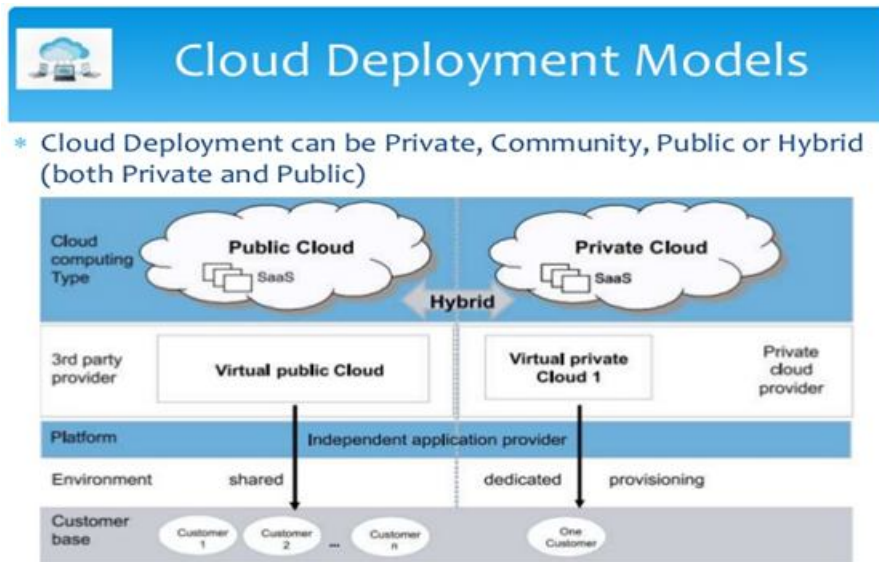 Cloud Deployment Models
* Cloud Deployment can be Private, Community, Public or Hybrid
(both Private and Public)
Cloud
computing
Type
Public Cloud
SaaS
Hybrid
Private Cloud
SaaS
3rd party
provider
Virtual public Cloud
Virtual private
Cloud 1
Private
cloud
provider
Platform
Independent application provider
Environment
shared
dedicated
provisioning
Customer
base
Customer
1
Customer
2
...
Customer
n
One
Customer